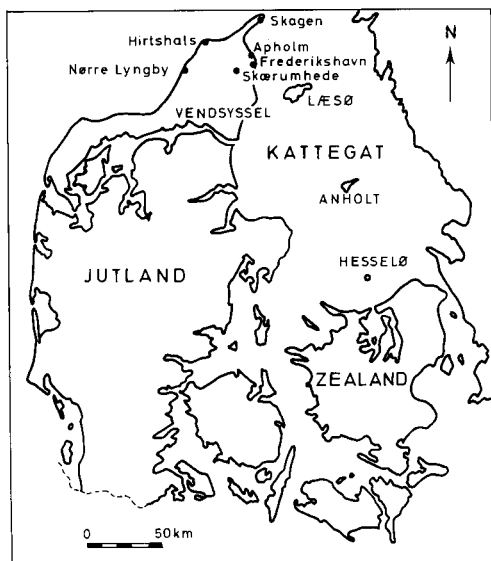 Skagen
Hirtshals
Apholm
N
Frederikshavn
Nørre Lyngby
Skærumhede
LÆSØ
VENDSYSSEL
KATTEGAT
ANHOLT
HESSELØ
JUTLAND
ZEALAND
0 50km